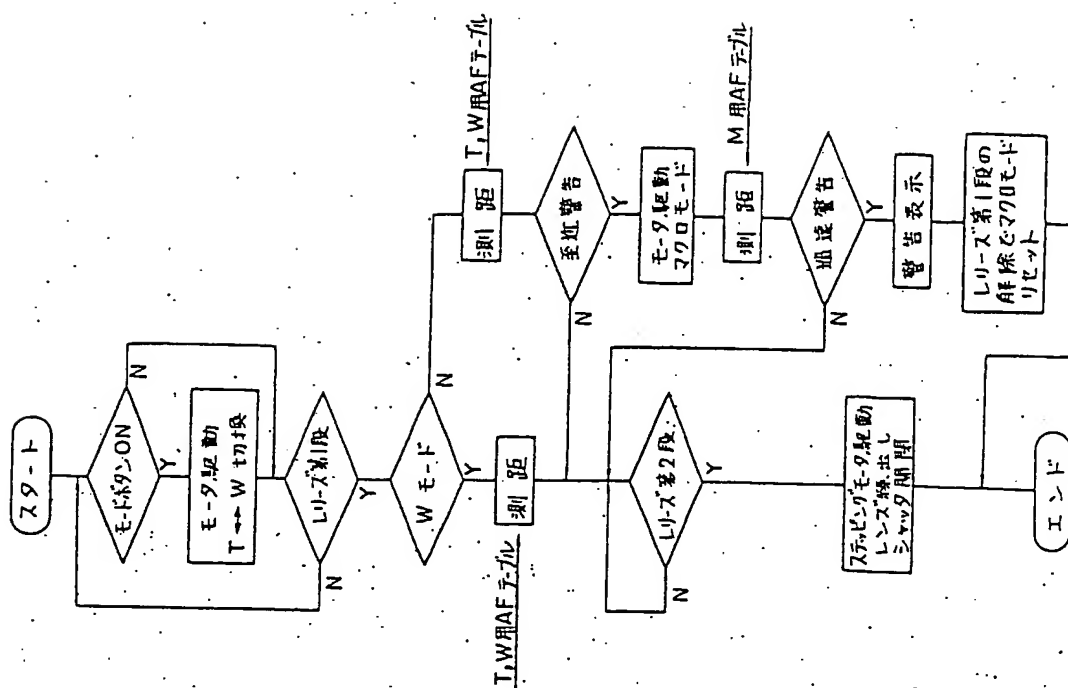 スタート
モードボタンON
N
Y
モータ駆動
T↔W切換
レリーズ第1段
N
Y
Wモード
N
Y
T,W用AFテーブル
測距
レリーズ第2段
N
Y
ステッピングモータ駆動
レンズ繰出し
シャッタ開閉
エンド
T,W用AFテーブル
測距
至近警告
N
Y
モータ駆動
マクロモード
M用AFテーブル
測距
過遠警告
N
Y
警告表示
レリーズ第1段の
解除でマクロモード
リセット